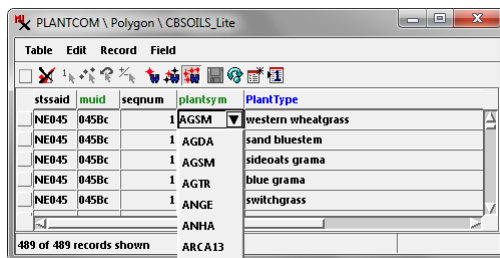 PLANTCOM \ Polygon \ CBSOILS_Lite
Table Edit Record Field
stssaid muid seqnum plantsym PlantType
NE045 045Bc 1 AGSM western wheatgrass
NE045 045Bc 1 AGDA sand bluestem
NE045 045Bc 1 AGSM sideoats grama
NE045 045Bc 1 AGTR blue grama
NE045 045Bc 1 ANGE switchgrass
ANHA
489 of 489 records shown ARCA13